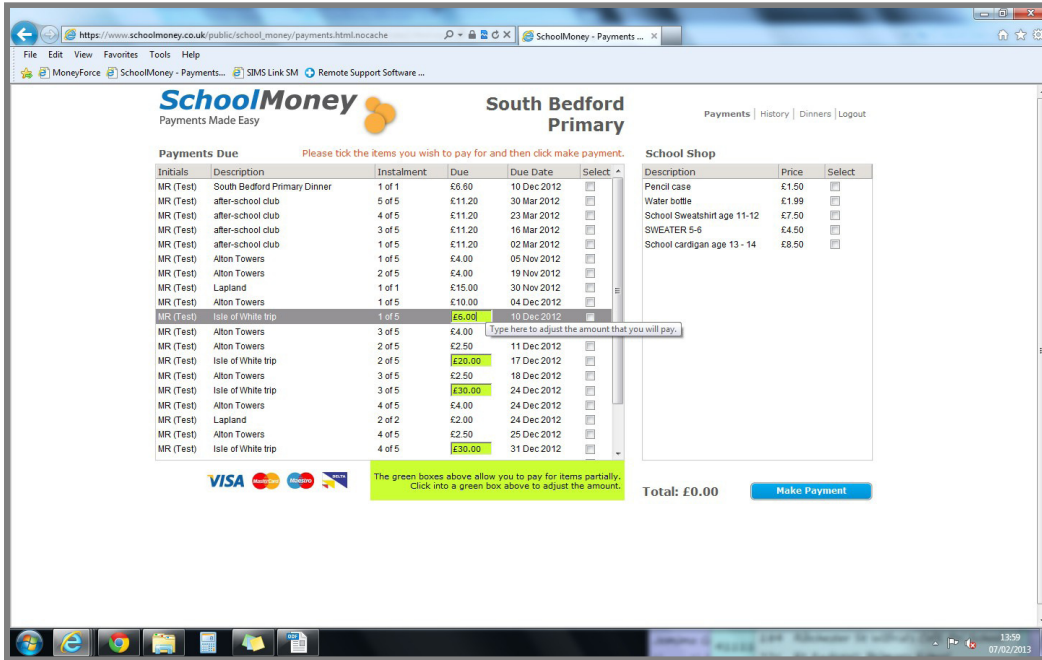 https://www.schoolmoney.co.uk/public/school_money/payments.html.nocache
SchoolMoney - Payments ...
File Edit View Favorites Tools Help
MoneyForce SchoolMoney - Payments... SIMS Link SM Remote Support Software ...
SchoolMoney
Payments Made Easy
South Bedford Primary
Payments | History | Dinners | Logout
Payments Due Please tick the items you wish to pay for and then click make payment.
Initials Description Instalment Due Due Date Select
MR (Test) South Bedford Primary Dinner 1 of 1 £6.60 10 Dec 2012
MR (Test) after-school club 5 of 5 £11.20 30 Mar 2012
MR (Test) after-school club 4 of 5 £11.20 23 Mar 2012
MR (Test) after-school club 3 of 5 £11.20 16 Mar 2012
MR (Test) after-school club 1 of 5 £11.20 02 Mar 2012
MR (Test) Alton Towers 1 of 5 £4.00 05 Nov 2012
MR (Test) Alton Towers 2 of 5 £4.00 19 Nov 2012
MR (Test) Lapland 1 of 1 £15.00 30 Nov 2012
MR (Test) Alton Towers 1 of 5 £10.00 04 Dec 2012
MR (Test) Isle of White trip 1 of 5 £6.00 10 Dec 2012
Type here to adjust the amount that you will pay.
MR (Test) Alton Towers 3 of 5 £4.00
MR (Test) Alton Towers 2 of 5 £2.50 11 Dec 2012
MR (Test) Isle of White trip 2 of 5 £20.00 17 Dec 2012
MR (Test) Alton Towers 3 of 5 £2.50 18 Dec 2012
MR (Test) Isle of White trip 3 of 5 £30.00 24 Dec 2012
MR (Test) Alton Towers 4 of 5 £4.00 24 Dec 2012
MR (Test) Lapland 2 of 2 £2.00 24 Dec 2012
MR (Test) Alton Towers 4 of 5 £2.50 25 Dec 2012
MR (Test) Isle of White trip 4 of 5 £30.00 31 Dec 2012
School Shop
Description Price Select
Pencil case £1.50
Water bottle £1.99
School Sweatshirt age 11-12 £7.50
SWEATER 5-6 £4.50
School cardigan age 13 - 14 £8.50
VISA MasterCard Maestro DELTA
The green boxes above allow you to pay for items partially.
Click into a green box above to adjust the amount.
Total: £0.00 Make Payment
13:59
07/02/2013